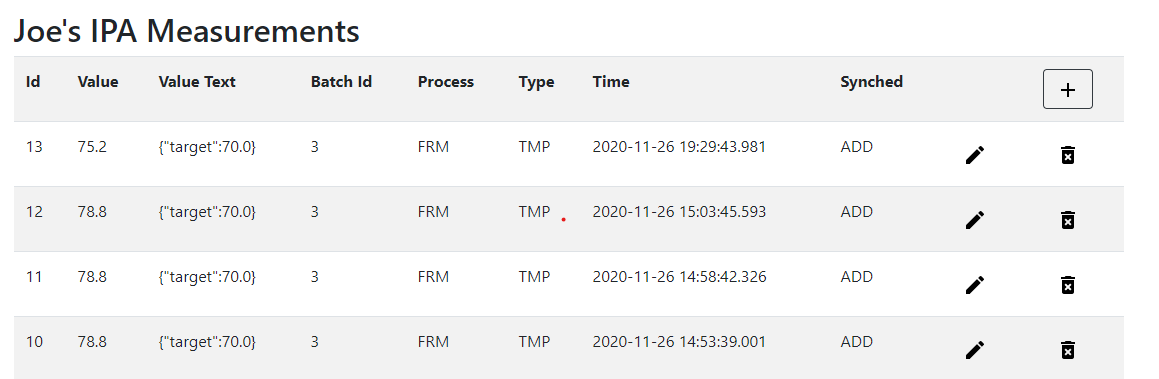 Joe's IPA Measurements
Id Value Value Text Batch Id Process Type Time Synched +
13 75.2 {"target":70.0} 3 FRM TMP 2020-11-26 19:29:43.981 ADD
12 78.8 {"target":70.0} 3 FRM TMP 2020-11-26 15:03:45.593 ADD
11 78.8 {"target":70.0} 3 FRM TMP 2020-11-26 14:58:42.326 ADD
10 78.8 {"target":70.0} 3 FRM TMP 2020-11-26 14:53:39.001 ADD